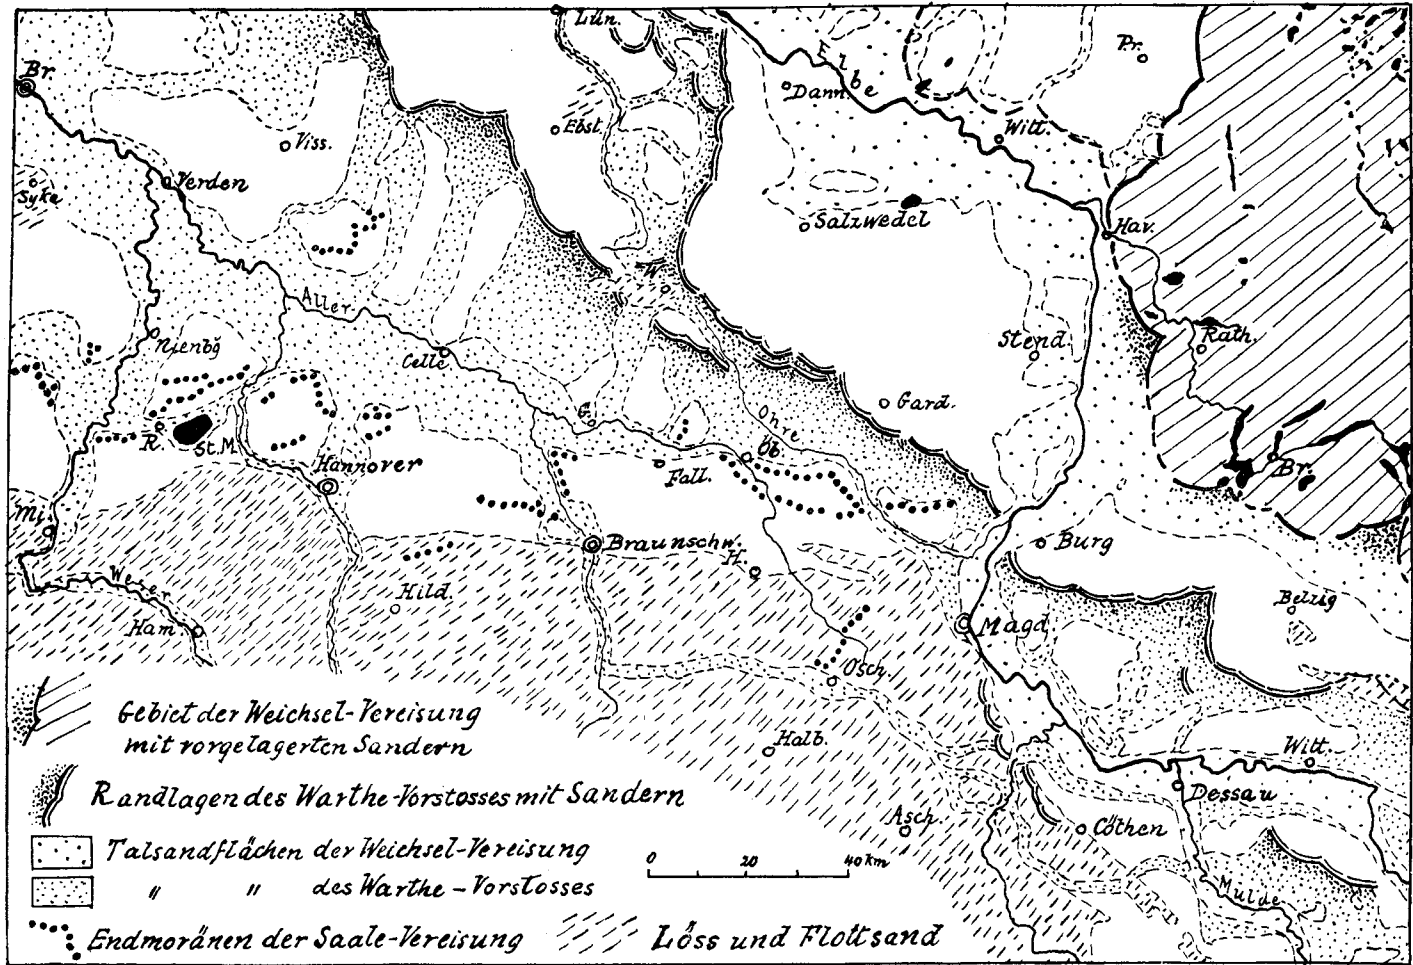 Lün.
Pr.
Elbe
Br.
Dann.
Ebst.
Witt.
Viss.
Verden
Syke
Salzwedel
Hav.
W.
Aller
Nienbg
Celle
Stend.
Rath.
Gard.
Ohre
G.
R.
St.M.
Öb.
Hannover
Fall.
Br.
Mi.
Braunschw.
Burg
H.
Weser
Hild.
Belzig
Ham.
Magd.
Osch.
Gebiet der Weichsel-Vereisung
mit vorgelagerten Sandern
Halb.
Witt.
Randlagen des Warthe-Vorstosses mit Sandern
Dessau
Asch.
Cöthen
Talsandflächen der Weichsel-Vereisung
0 20 40 km
" " des Warthe-Vorstosses
Mulde
Endmoränen der Saale-Vereisung
Löss und Flottsand